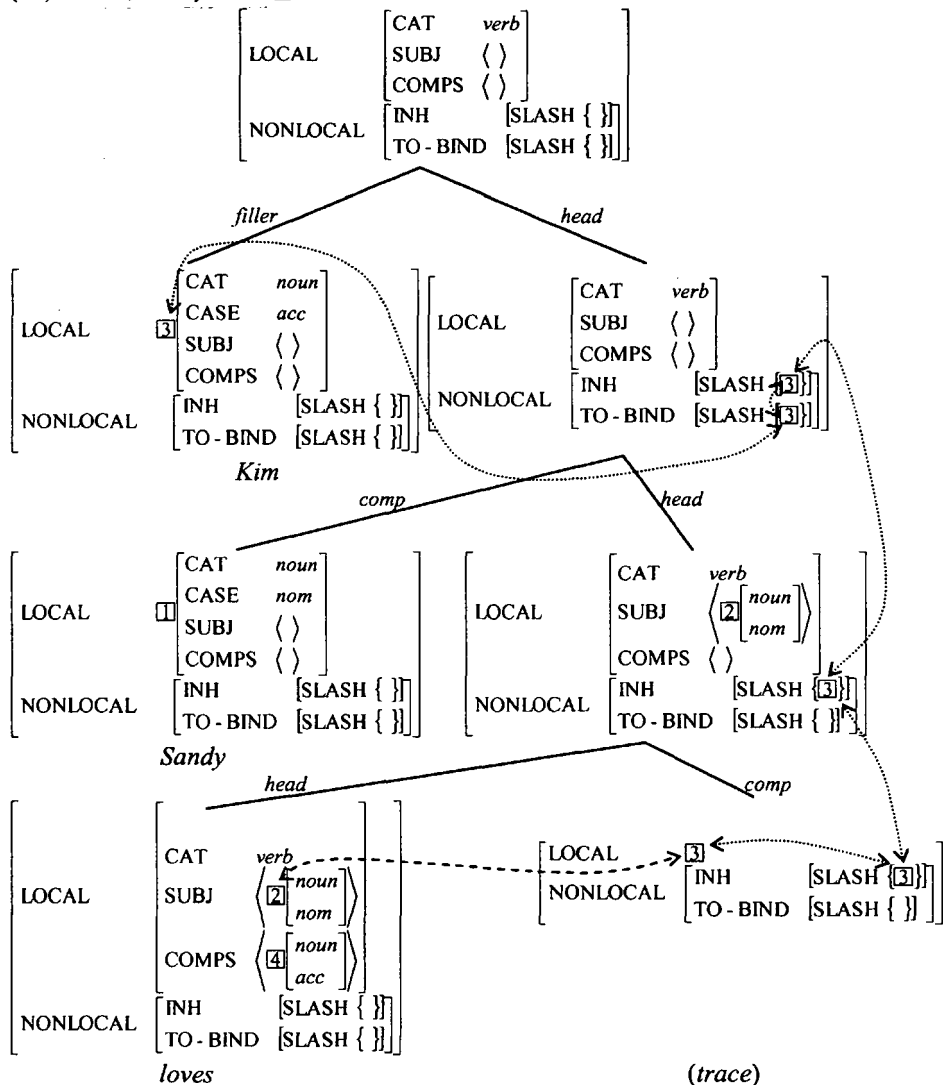 CAT verb
LOCAL SUBJ ⟨ ⟩
COMPS ⟨ ⟩
NONLOCAL INH [SLASH { }]
TO - BIND [SLASH { }]
filler head
CAT noun
CASE acc
LOCAL 3 SUBJ ⟨ ⟩
COMPS ⟨ ⟩
NONLOCAL INH [SLASH { }]
TO - BIND [SLASH { }]
Kim
CAT verb
LOCAL SUBJ ⟨ ⟩
COMPS ⟨ ⟩
NONLOCAL INH [SLASH {3}]
TO - BIND [SLASH {3}]
comp head
CAT noun
CASE nom
LOCAL 1 SUBJ ⟨ ⟩
COMPS ⟨ ⟩
NONLOCAL INH [SLASH { }]
TO - BIND [SLASH { }]
Sandy
CAT verb
LOCAL SUBJ ⟨ 2 [noun
nom] ⟩
COMPS ⟨ ⟩
NONLOCAL INH [SLASH {3}]
TO - BIND [SLASH { }]
head comp
CAT verb
LOCAL SUBJ ⟨ 2 [noun
nom] ⟩
COMPS ⟨ 4 [noun
acc] ⟩
NONLOCAL INH [SLASH { }]
TO - BIND [SLASH { }]
loves
LOCAL 3
NONLOCAL INH [SLASH {3}]
TO - BIND [SLASH { }]
(trace)